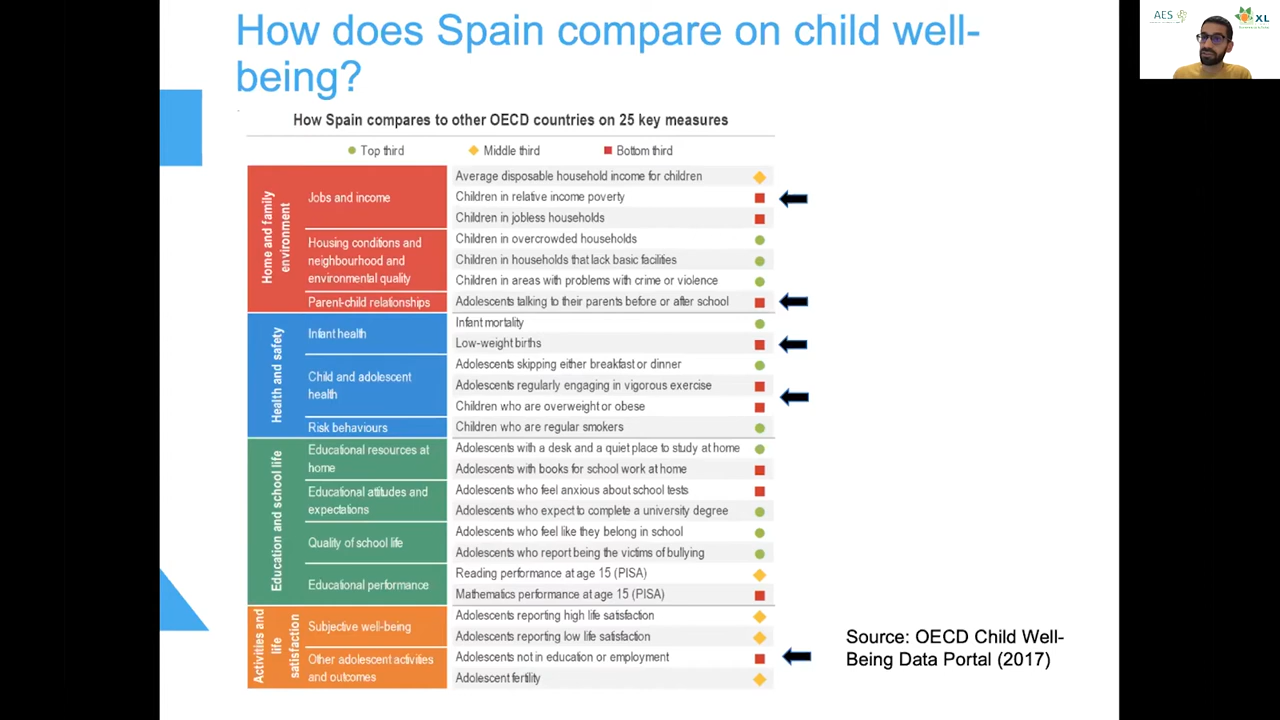 How does Spain compare on child well-
being?
AES
XL
How Spain compares to other OECD countries on 25 key measures
Top third
Middle third
Bottom third
Home and family
environment
Jobs and income
Average disposable household income for children
Children in relative income poverty
Children in jobless households
Housing conditions and
neighbourhood and
environmental quality
Children in overcrowded households
Children in households that lack basic facilities
Children in areas with problems with crime or violence
Parent-child relationships
Adolescents talking to their parents before or after school
Health and safety
Infant health
Infant mortality
Low-weight births
Child and adolescent
health
Adolescents skipping either breakfast or dinner
Adolescents regularly engaging in vigorous exercise
Children who are overweight or obese
Risk behaviours
Children who are regular smokers
Education and school life
Educational resources at
home
Adolescents with a desk and a quiet place to study at home
Adolescents with books for school work at home
Educational attitudes and
expectations
Adolescents who feel anxious about school tests
Adolescents who expect to complete a university degree
Quality of school life
Adolescents who feel like they belong in school
Adolescents who report being the victims of bullying
Educational performance
Reading performance at age 15 (PISA)
Mathematics performance at age 15 (PISA)
Activities and
life
satisfaction
Subjective well-being
Adolescents reporting high life satisfaction
Adolescents reporting low life satisfaction
Other adolescent activities
and outcomes
Adolescents not in education or employment
Adolescent fertility
Source: OECD Child Well-
Being Data Portal (2017)